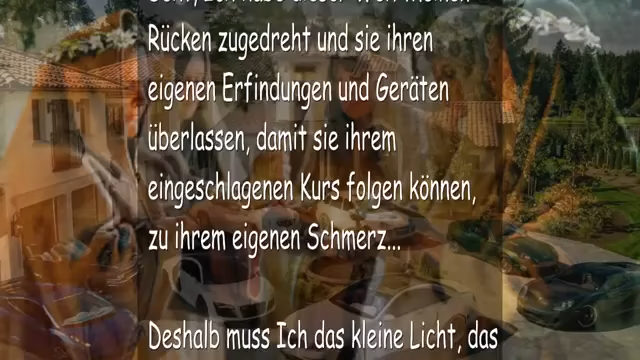 Rücken zugedreht und sie ihren
eigenen Erfindungen und Geräten
überlassen, damit sie ihrem
eingeschlagenen Kurs folgen können,
zu ihrem eigenen Schmerz...
Deshalb muss Ich das kleine Licht, das